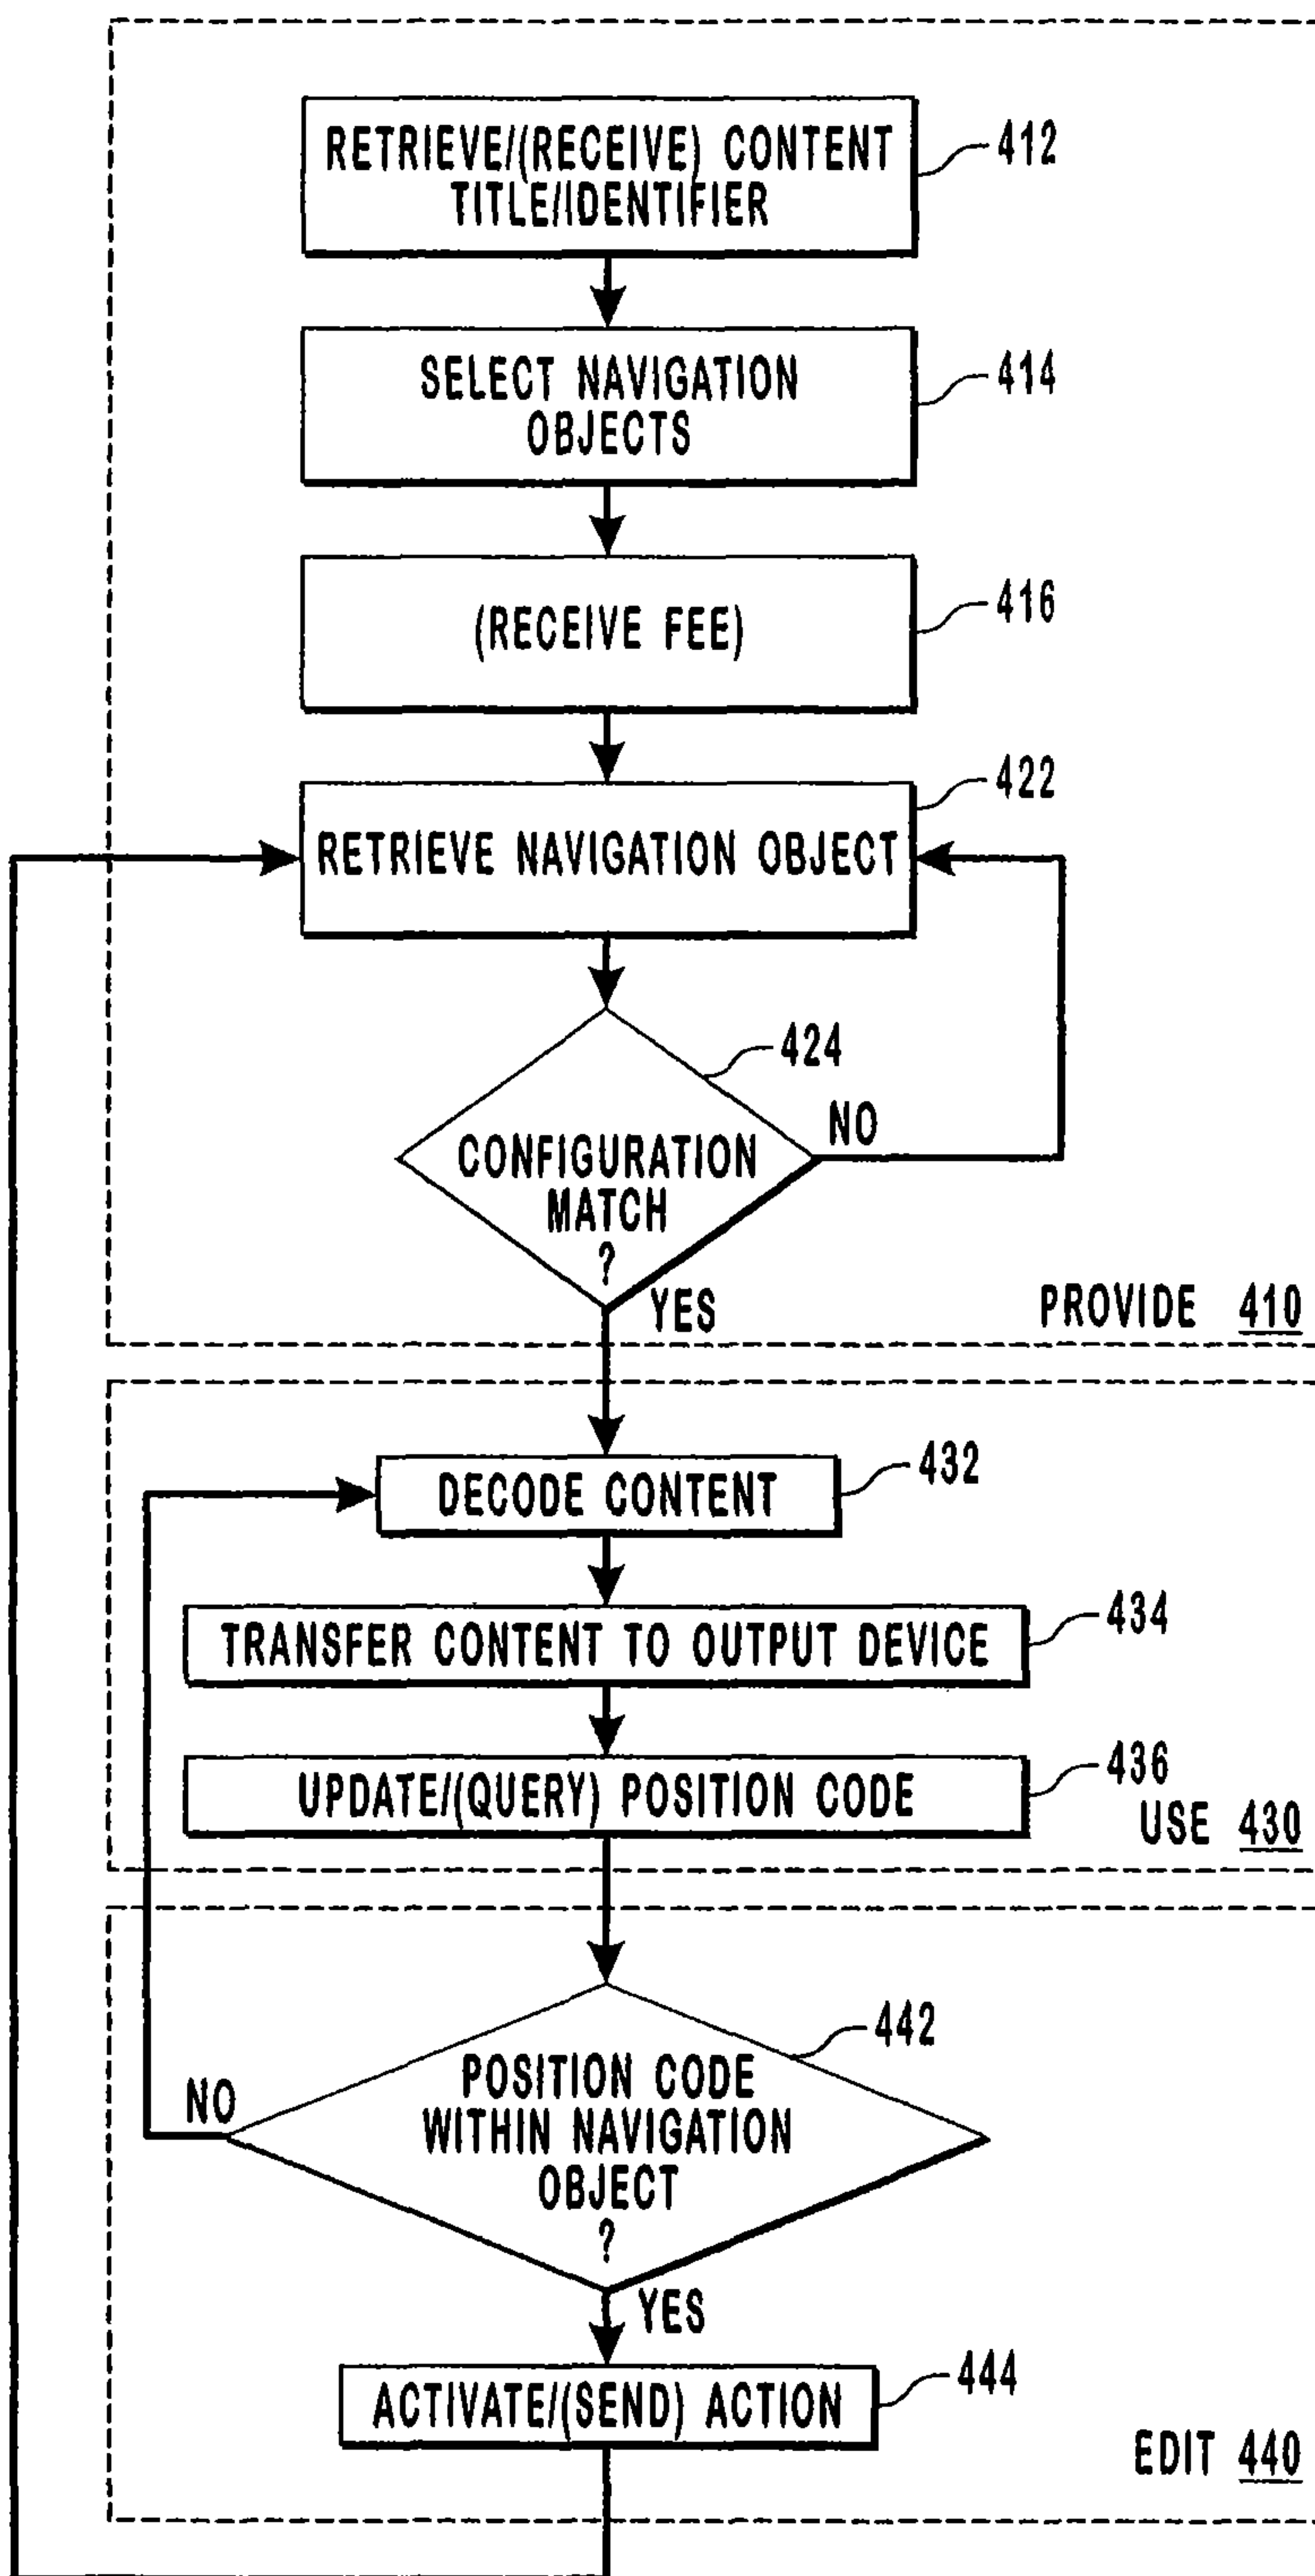 RETRIEVE/(RECEIVE) CONTENT
TITLE/IDENTIFIER
412
SELECT NAVIGATION
OBJECTS
414
(RECEIVE FEE)
416
422
RETRIEVE NAVIGATION OBJECT
424
NO
CONFIGURATION
MATCH
?
YES
PROVIDE 410
DECODE CONTENT
432
TRANSFER CONTENT TO OUTPUT DEVICE
434
UPDATE/(QUERY) POSITION CODE
436
USE 430
442
NO
POSITION CODE
WITHIN NAVIGATION
OBJECT
?
YES
ACTIVATE/(SEND) ACTION
444
EDIT 440